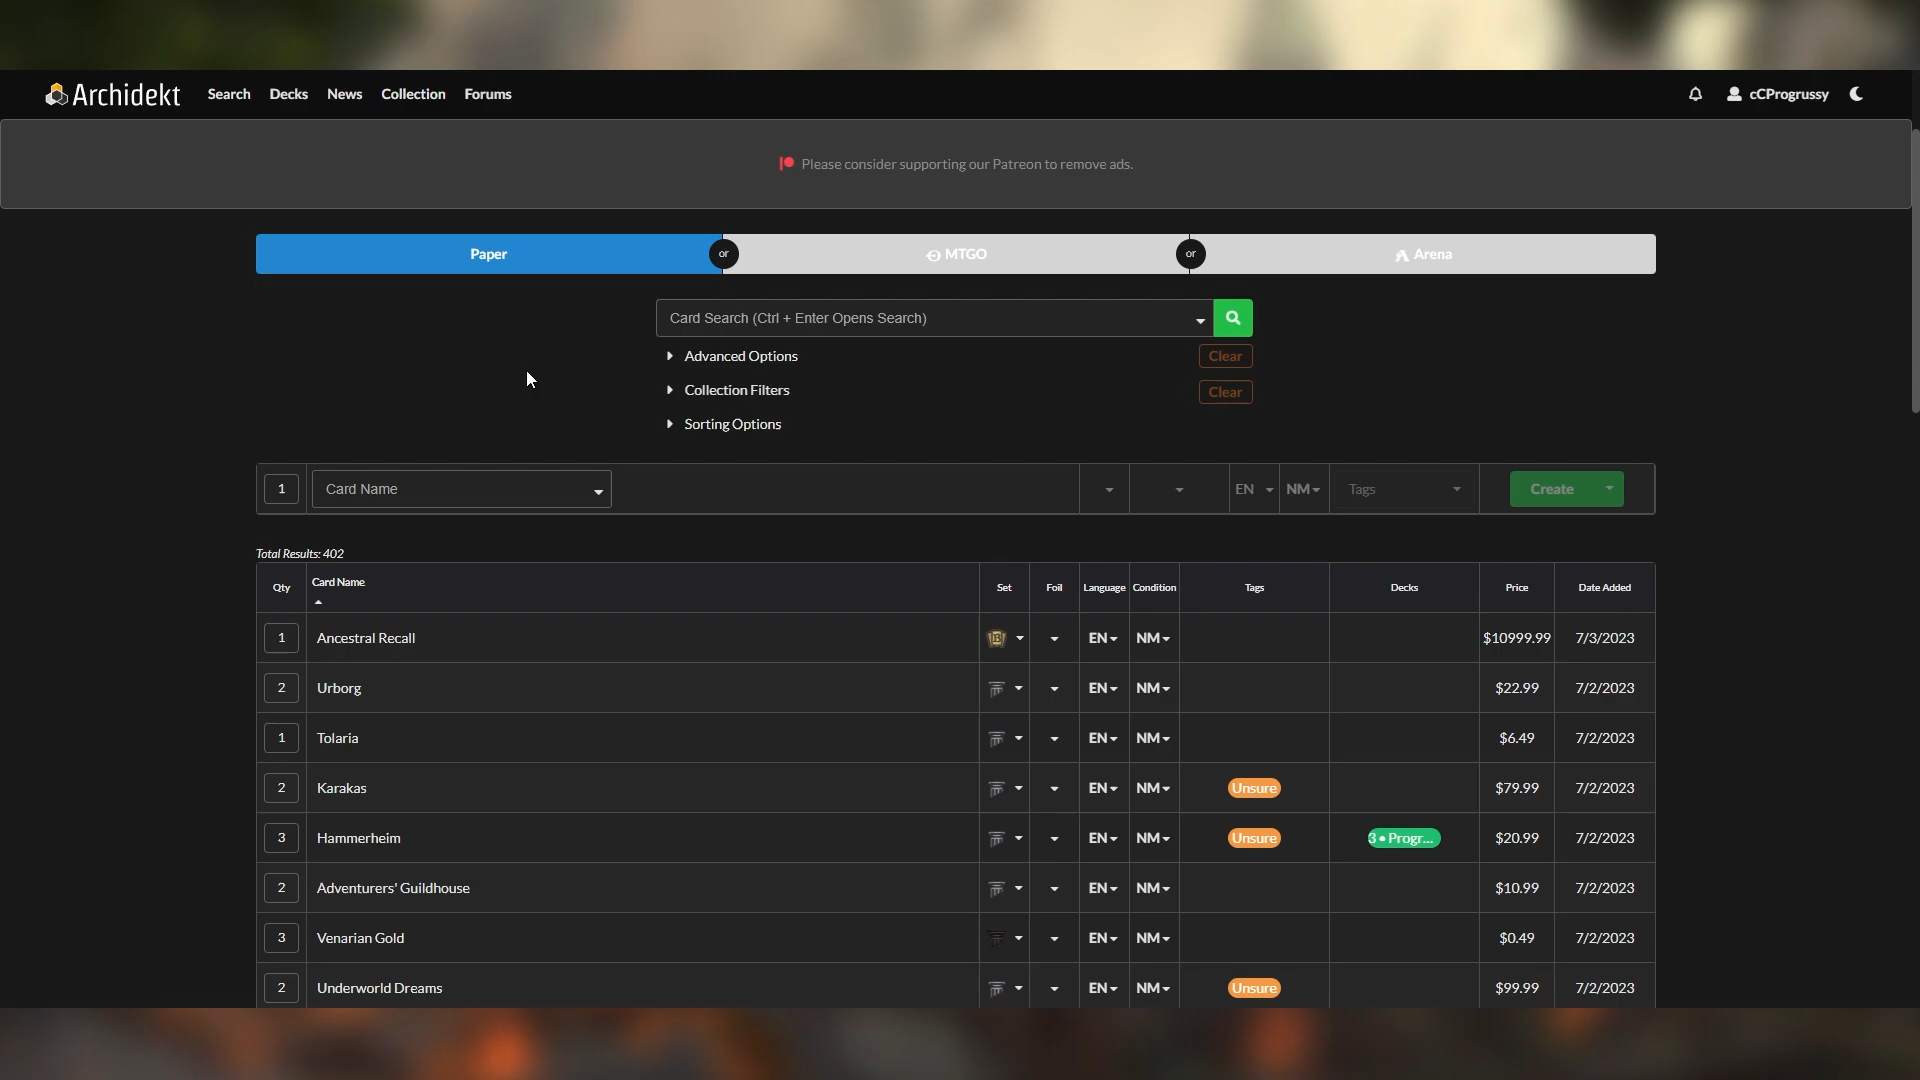 Archidekt Search Decks News Collection Forums cCProgrussy
Please consider supporting our Patreon to remove ads.
Paper or MTGO or Arena
Card Search (Ctrl + Enter Opens Search)
Advanced Options Clear
Collection Filters Clear
Sorting Options
1 Card Name EN NM Tags Create
Total Results: 402
Qty Card Name Set Foil Language Condition Tags Decks Price Date Added
1 Ancestral Recall EN NM $10999.99 7/3/2023
2 Urborg EN NM $22.99 7/2/2023
1 Tolaria EN NM $6.49 7/2/2023
2 Karakas EN NM Unsure $79.99 7/2/2023
3 Hammerheim EN NM Unsure 3 • Progr... $20.99 7/2/2023
2 Adventurers' Guildhouse EN NM $10.99 7/2/2023
3 Venarian Gold EN NM $0.49 7/2/2023
2 Underworld Dreams EN NM Unsure $99.99 7/2/2023